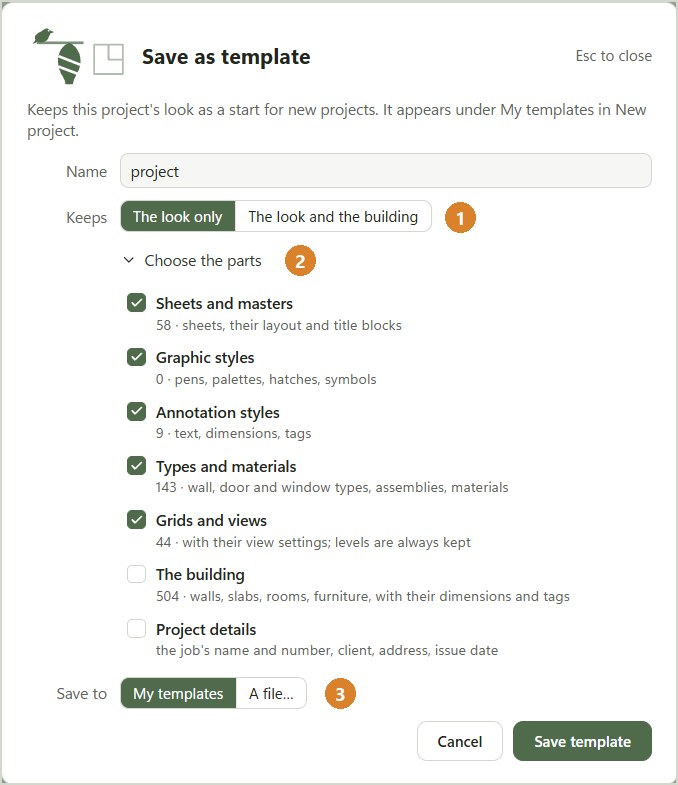 Save as template
Esc to close
Keeps this project's look as a start for new projects. It appears under My templates in New
project.
Name project
Keeps The look only The look and the building 1
Choose the parts 2
Sheets and masters
58 · sheets, their layout and title blocks
Graphic styles
0 · pens, palettes, hatches, symbols
Annotation styles
9 · text, dimensions, tags
Types and materials
143 · wall, door and window types, assemblies, materials
Grids and views
44 · with their view settings; levels are always kept
The building
504 · walls, slabs, rooms, furniture, with their dimensions and tags
Project details
the job's name and number, client, address, issue date
Save to My templates A file... 3
Cancel Save template